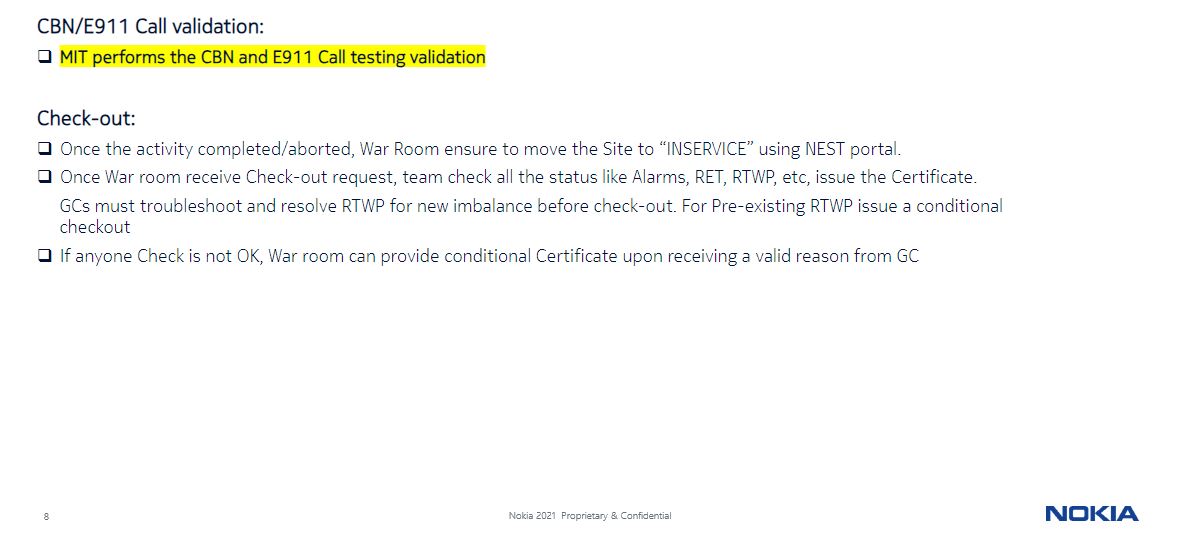 CBN/E911 Call validation:
❑ MIT performs the CBN and E911 Call testing validation
Check-out:
❑ Once the activity completed/aborted, War Room ensure to move the Site to “INSERVICE” using NEST portal.
❑ Once War room receive Check-out request, team check all the status like Alarms, RET, RTWP, etc, issue the Certificate.
GCs must troubleshoot and resolve RTWP for new imbalance before check-out. For Pre-existing RTWP issue a conditional
checkout
❑ If anyone Check is not OK, War room can provide conditional Certificate upon receiving a valid reason from GC
8
Nokia 2021 Proprietary & Confidential
NOKIA